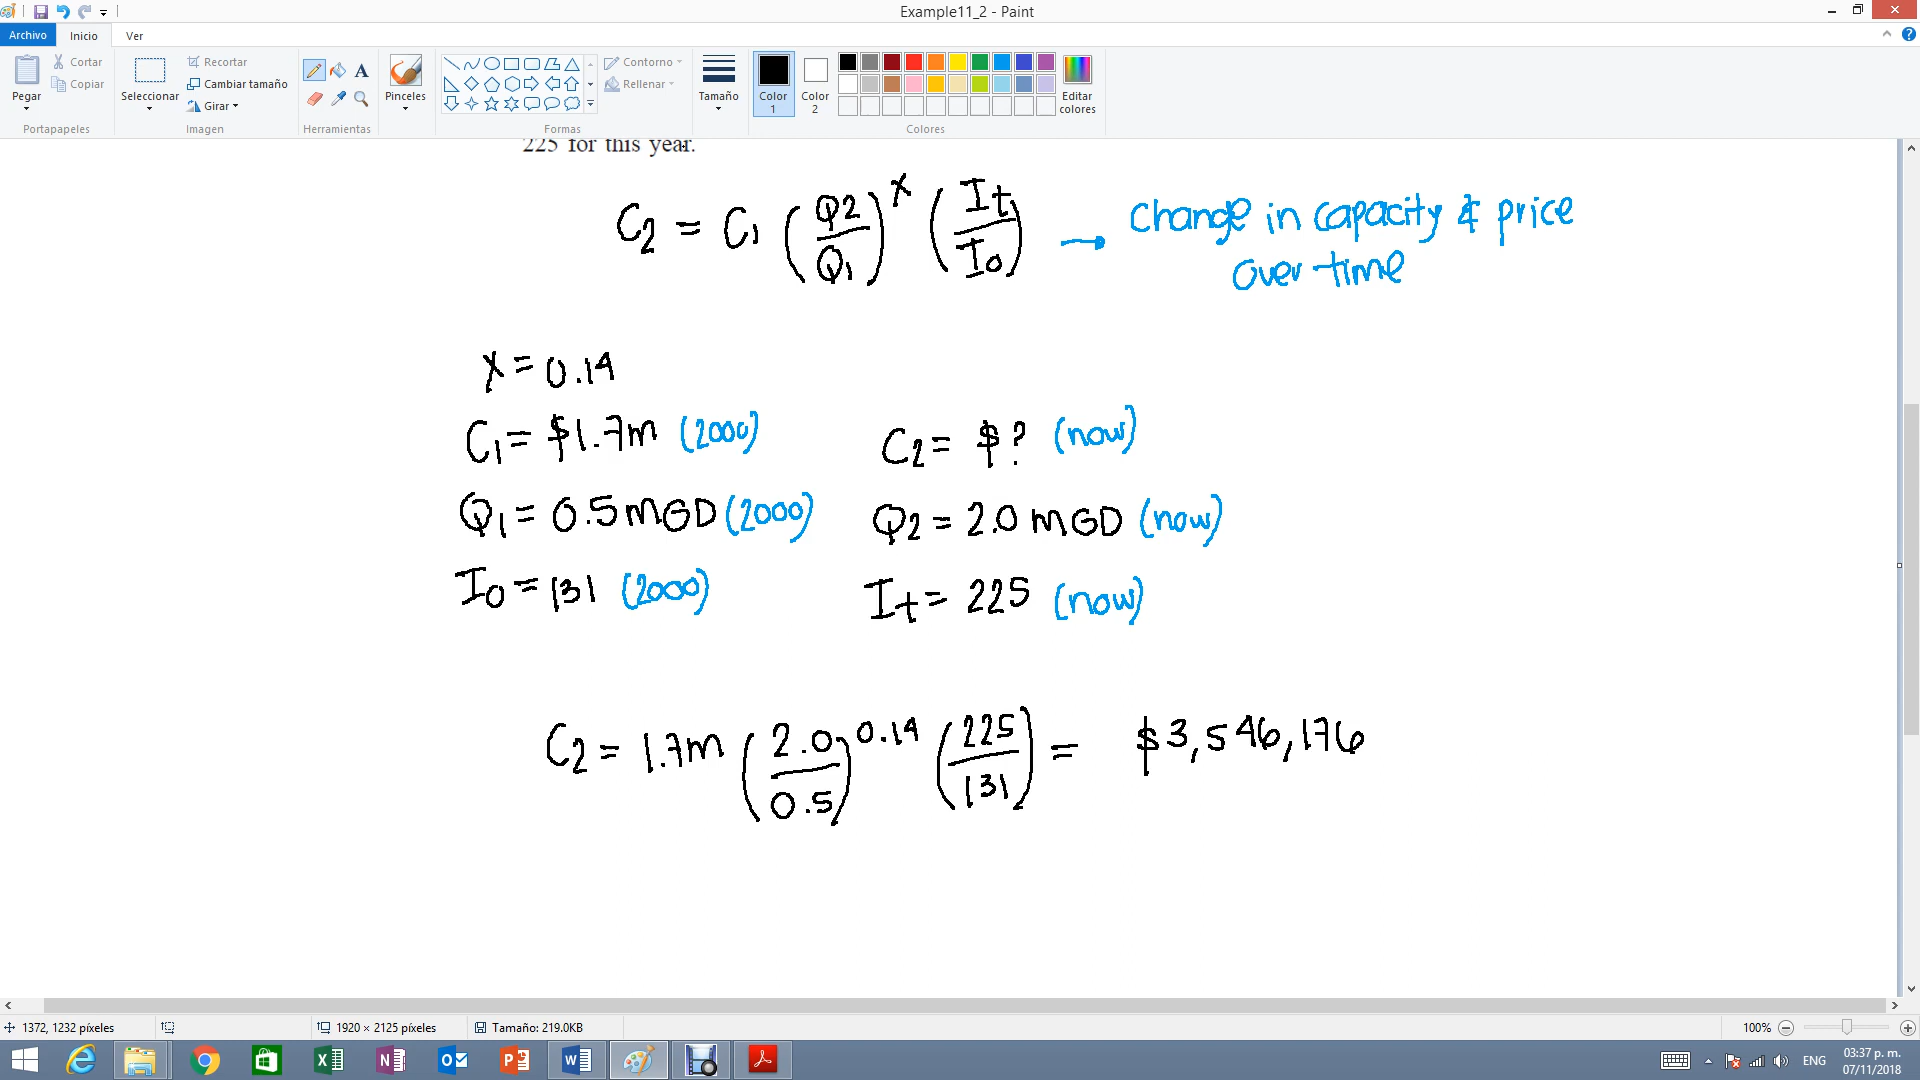 Example11_2 - Paint
Archivo Inicio Ver
Pegar
Cortar
Copiar
Portapapeles
Seleccionar
Recortar
Cambiar tamaño
Girar
Imagen
A
Herramientas
Pinceles
Contorno
Rellenar
Formas
Tamaño
Color 1
Color 2
Editar colores
Colores
225 for this year.
C2 = C1 (Q2/Q1)^x (It/Io) → Change in capacity & price
over time
x = 0.14
C1 = $1.7m (2000) C2 = $? (now)
Q1 = 0.5 MGD (2000) Q2 = 2.0 MGD (now)
Io = 131 (2000) It = 225 (now)
C2 = 1.7m (2.0/0.5)^0.14 (225/131) = $3,546,176
1372, 1232 píxeles 1920 × 2125 píxeles Tamaño: 219.0KB 100%
ENG 03:37 p. m.
07/11/2018